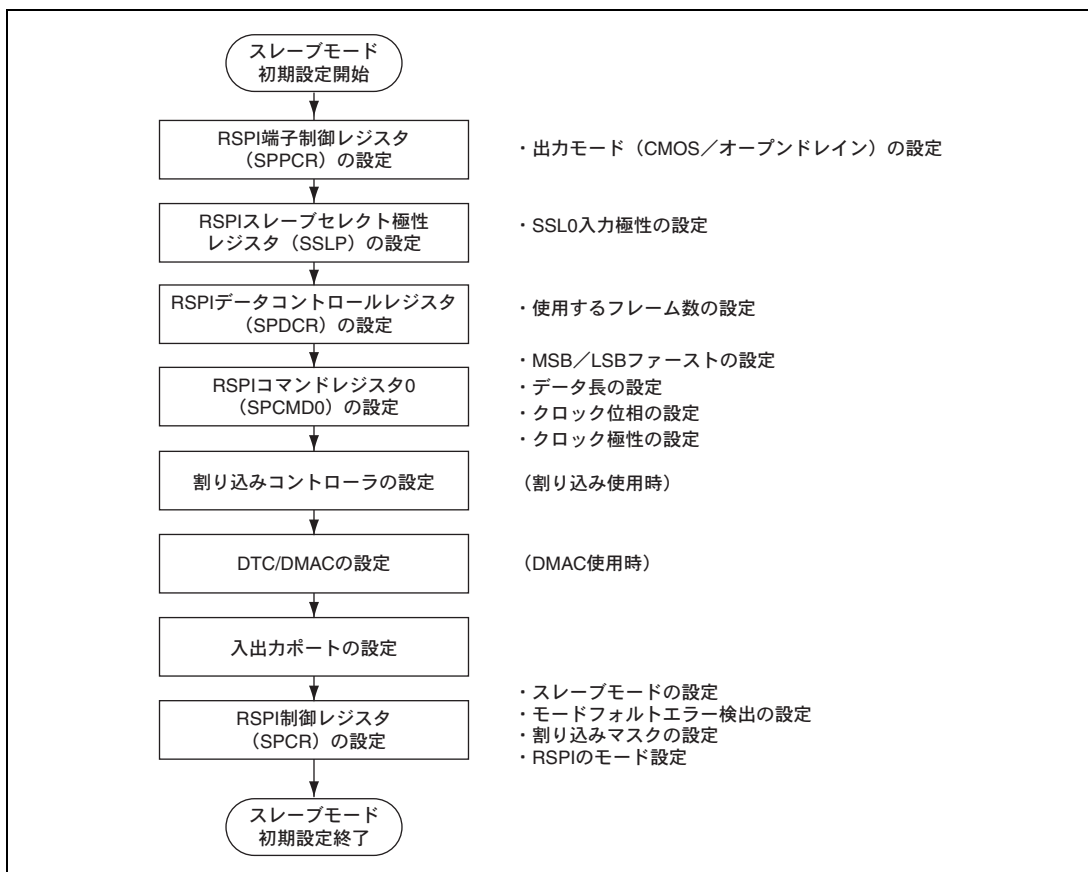 スレーブモード
初期設定開始
RSPI端子制御レジスタ
(SPPCR)の設定
・出力モード(CMOS/オープンドレイン)の設定
RSPIスレーブセレクト極性
レジスタ(SSLP)の設定
・SSL0入力極性の設定
RSPIデータコントロールレジスタ
(SPDCR)の設定
・使用するフレーム数の設定
RSPIコマンドレジスタ0
(SPCMD0)の設定
・MSB/LSBファーストの設定
・データ長の設定
・クロック位相の設定
・クロック極性の設定
割り込みコントローラの設定
(割り込み使用時)
DTC/DMACの設定
(DMAC使用時)
入出力ポートの設定
RSPI制御レジスタ
(SPCR)の設定
・スレーブモードの設定
・モードフォルトエラー検出の設定
・割り込みマスクの設定
・RSPIのモード設定
スレーブモード
初期設定終了